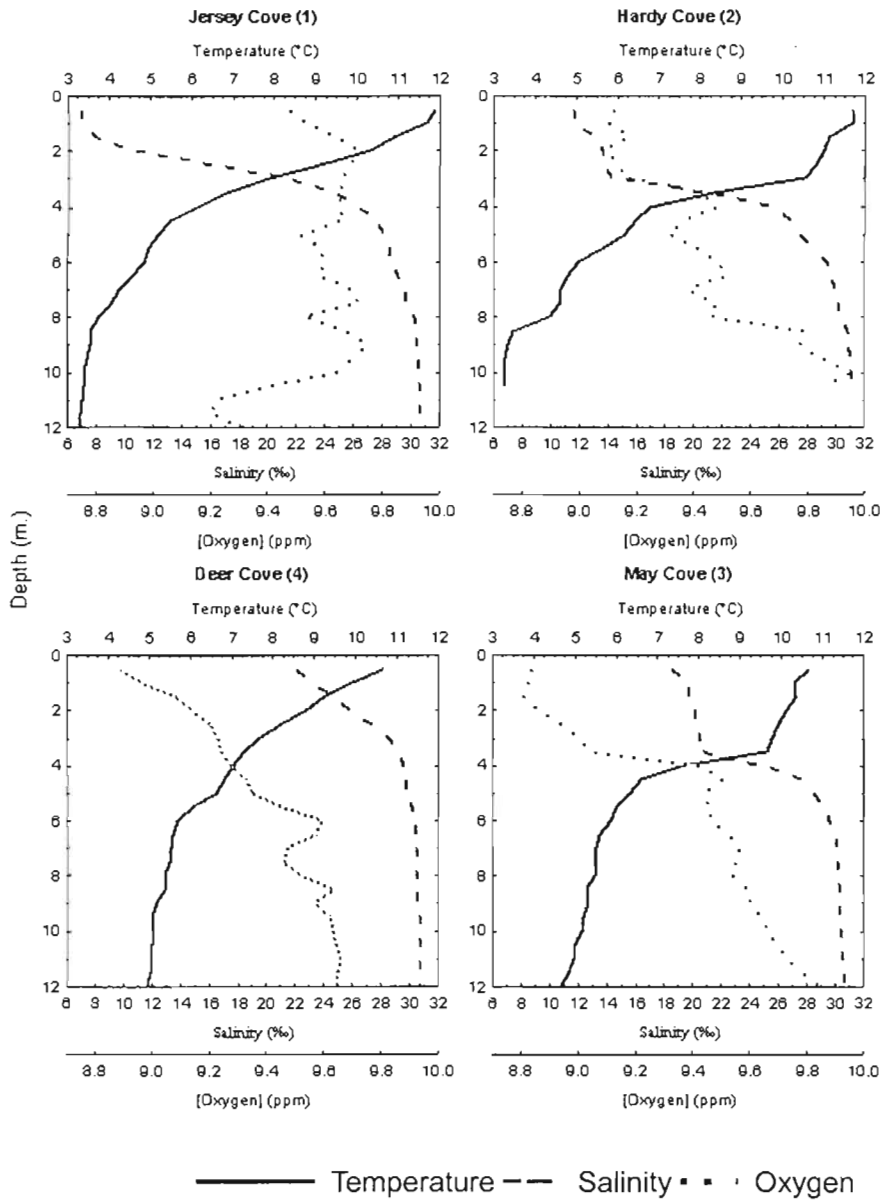 Jersey Cove (1)
Temperature (°C)
3 4 5 6 7 8 9 10 11 12
0
2
4
6
8
10
12
6 8 10 12 14 16 18 20 22 24 26 28 30 32
Salinity (‰)
8.8 9.0 9.2 9.4 9.6 9.8 10.0
[Oxygen] (ppm)
Hardy Cove (2)
Temperature (°C)
3 4 5 6 7 8 9 10 11 12
0
2
4
6
8
10
12
6 8 10 12 14 16 18 20 22 24 26 28 30 32
Salinity (‰)
8.8 9.0 9.2 9.4 9.6 9.8 10.0
[Oxygen] (ppm)
Depth (m.)
Deer Cove (4)
Temperature (°C)
3 4 5 6 7 8 9 10 11 12
0
2
4
6
8
10
12
6 8 10 12 14 16 18 20 22 24 26 28 30 32
Salinity (‰)
8.8 9.0 9.2 9.4 9.6 9.8 10.0
[Oxygen] (ppm)
May Cove (3)
Temperature (°C)
3 4 5 6 7 8 9 10 11 12
0
2
4
6
8
10
12
6 8 10 12 14 16 18 20 22 24 26 28 30 32
Salinity (‰)
8.8 9.0 9.2 9.4 9.6 9.8 10.0
[Oxygen] (ppm)
Temperature Salinity Oxygen